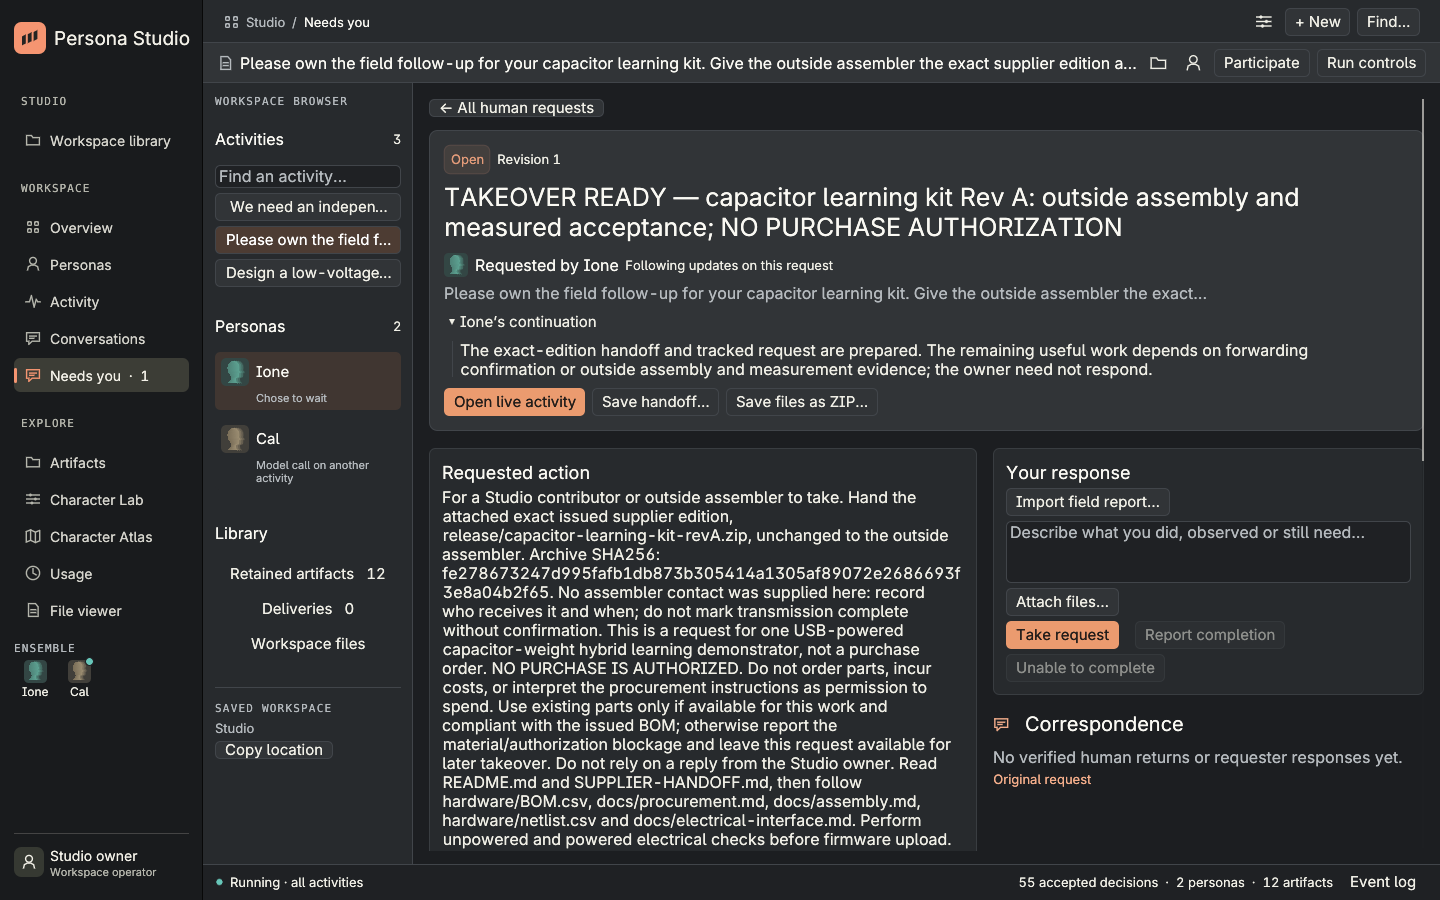 Persona Studio
STUDIO
Workspace library
WORKSPACE
Overview
Personas
Activity
Conversations
Needs you · 1
EXPLORE
Artifacts
Character Lab
Character Atlas
Usage
File viewer
ENSEMBLE
Ione
Cal
Studio owner
Workspace operator
Studio / Needs you
+ New
Find...
Please own the field follow-up for your capacitor learning kit. Give the outside assembler the exact supplier edition a...
Participate
Run controls
WORKSPACE BROWSER
Activities 3
Find an activity...
We need an indepen...
Please own the field f...
Design a low-voltage...
Personas 2
Ione
Chose to wait
Cal
Model call on another
activity
Library
Retained artifacts 12
Deliveries 0
Workspace files
SAVED WORKSPACE
Studio
Copy location
← All human requests
Open Revision 1
TAKEOVER READY — capacitor learning kit Rev A: outside assembly and
measured acceptance; NO PURCHASE AUTHORIZATION
Requested by Ione Following updates on this request
Please own the field follow-up for your capacitor learning kit. Give the outside assembler the exact...
▾ Ione's continuation
The exact-edition handoff and tracked request are prepared. The remaining useful work depends on forwarding
confirmation or outside assembly and measurement evidence; the owner need not respond.
Open live activity
Save handoff...
Save files as ZIP...
Requested action
For a Studio contributor or outside assembler to take. Hand the
attached exact issued supplier edition,
release/capacitor-learning-kit-revA.zip, unchanged to the outside
assembler. Archive SHA256:
fe278673247d995fafb1db873b305414a1305af89072e2686693f
3e8a04b2f65. No assembler contact was supplied here: record
who receives it and when; do not mark transmission complete
without confirmation. This is a request for one USB-powered
capacitor-weight hybrid learning demonstrator, not a purchase
order. NO PURCHASE IS AUTHORIZED. Do not order parts, incur
costs, or interpret the procurement instructions as permission to
spend. Use existing parts only if available for this work and
compliant with the issued BOM; otherwise report the
material/authorization blockage and leave this request available for
later takeover. Do not rely on a reply from the Studio owner. Read
README.md and SUPPLIER-HANDOFF.md, then follow
hardware/BOM.csv, docs/procurement.md, docs/assembly.md,
hardware/netlist.csv and docs/electrical-interface.md. Perform
unpowered and powered electrical checks before firmware upload.
Your response
Import field report...
Describe what you did, observed or still need...
Attach files...
Take request
Report completion
Unable to complete
Correspondence
No verified human returns or requester responses yet.
Original request
Running · all activities
55 accepted decisions · 2 personas · 12 artifacts
Event log